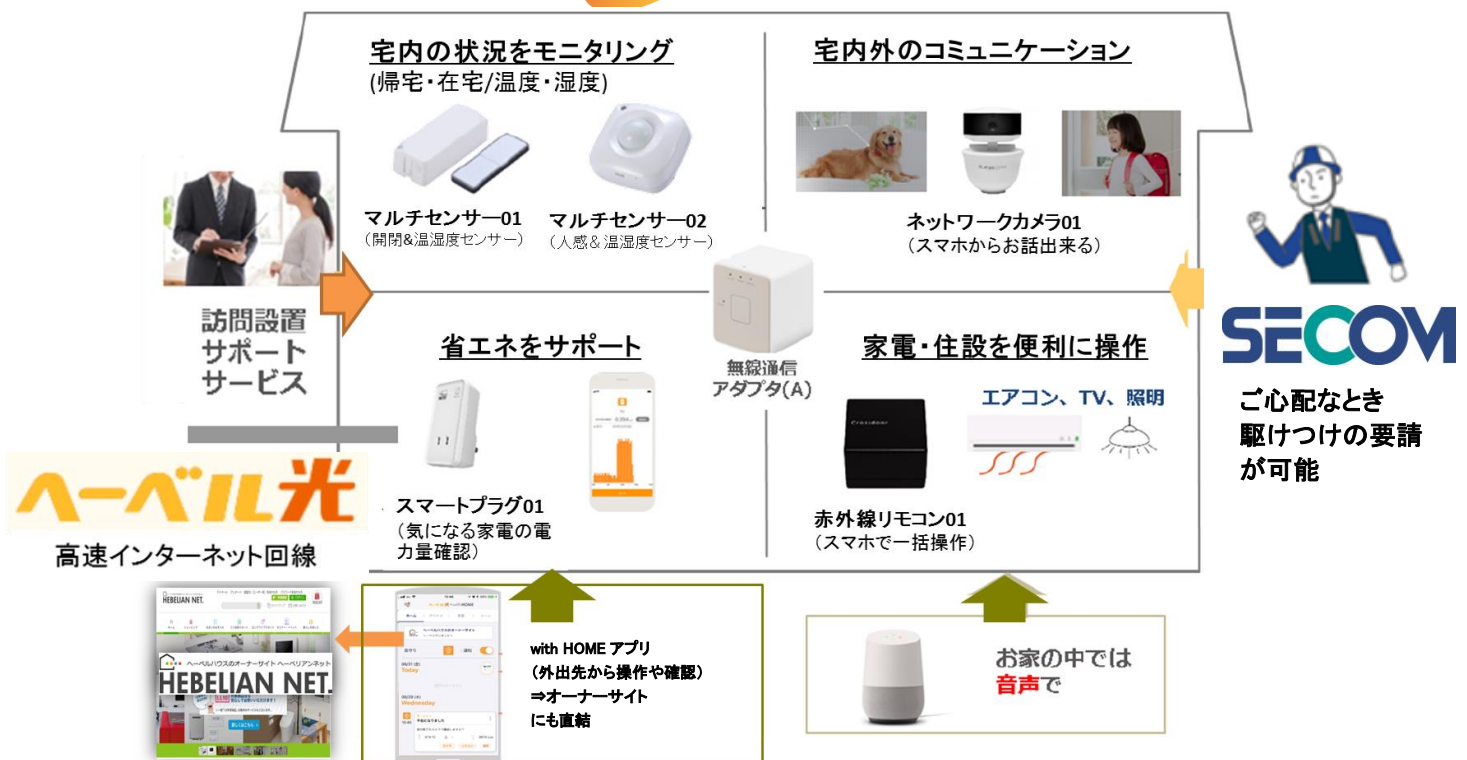 宅内の状況をモニタリング
(帰宅・在宅/温度・湿度)
マルチセンサー01
（開閉&温湿度センサー）
マルチセンサー02
（人感＆温湿度センサー）
宅内外のコミュニケーション
ネットワークカメラ01
（スマホからお話出来る）
訪問設置
サポート
サービス
無線通信
アダプタ(A)
SECOM
ご心配なとき
駆けつけの要請
が可能
省エネをサポート
スマートプラグ01
（気になる家電の電
力量確認）
家電・住設を便利に操作
エアコン、TV、照明
赤外線リモコン01
（スマホで一括操作）
ヘーベル光
高速インターネット回線
HEBELIAN NET.
ヘーベルハウスのオーナーサイト ヘーベリアンネット
HEBELIAN NET.
Today
Wednesday
with HOME アプリ
（外出先から操作や確認）
⇒オーナーサイト
にも直結
お家の中では
音声で